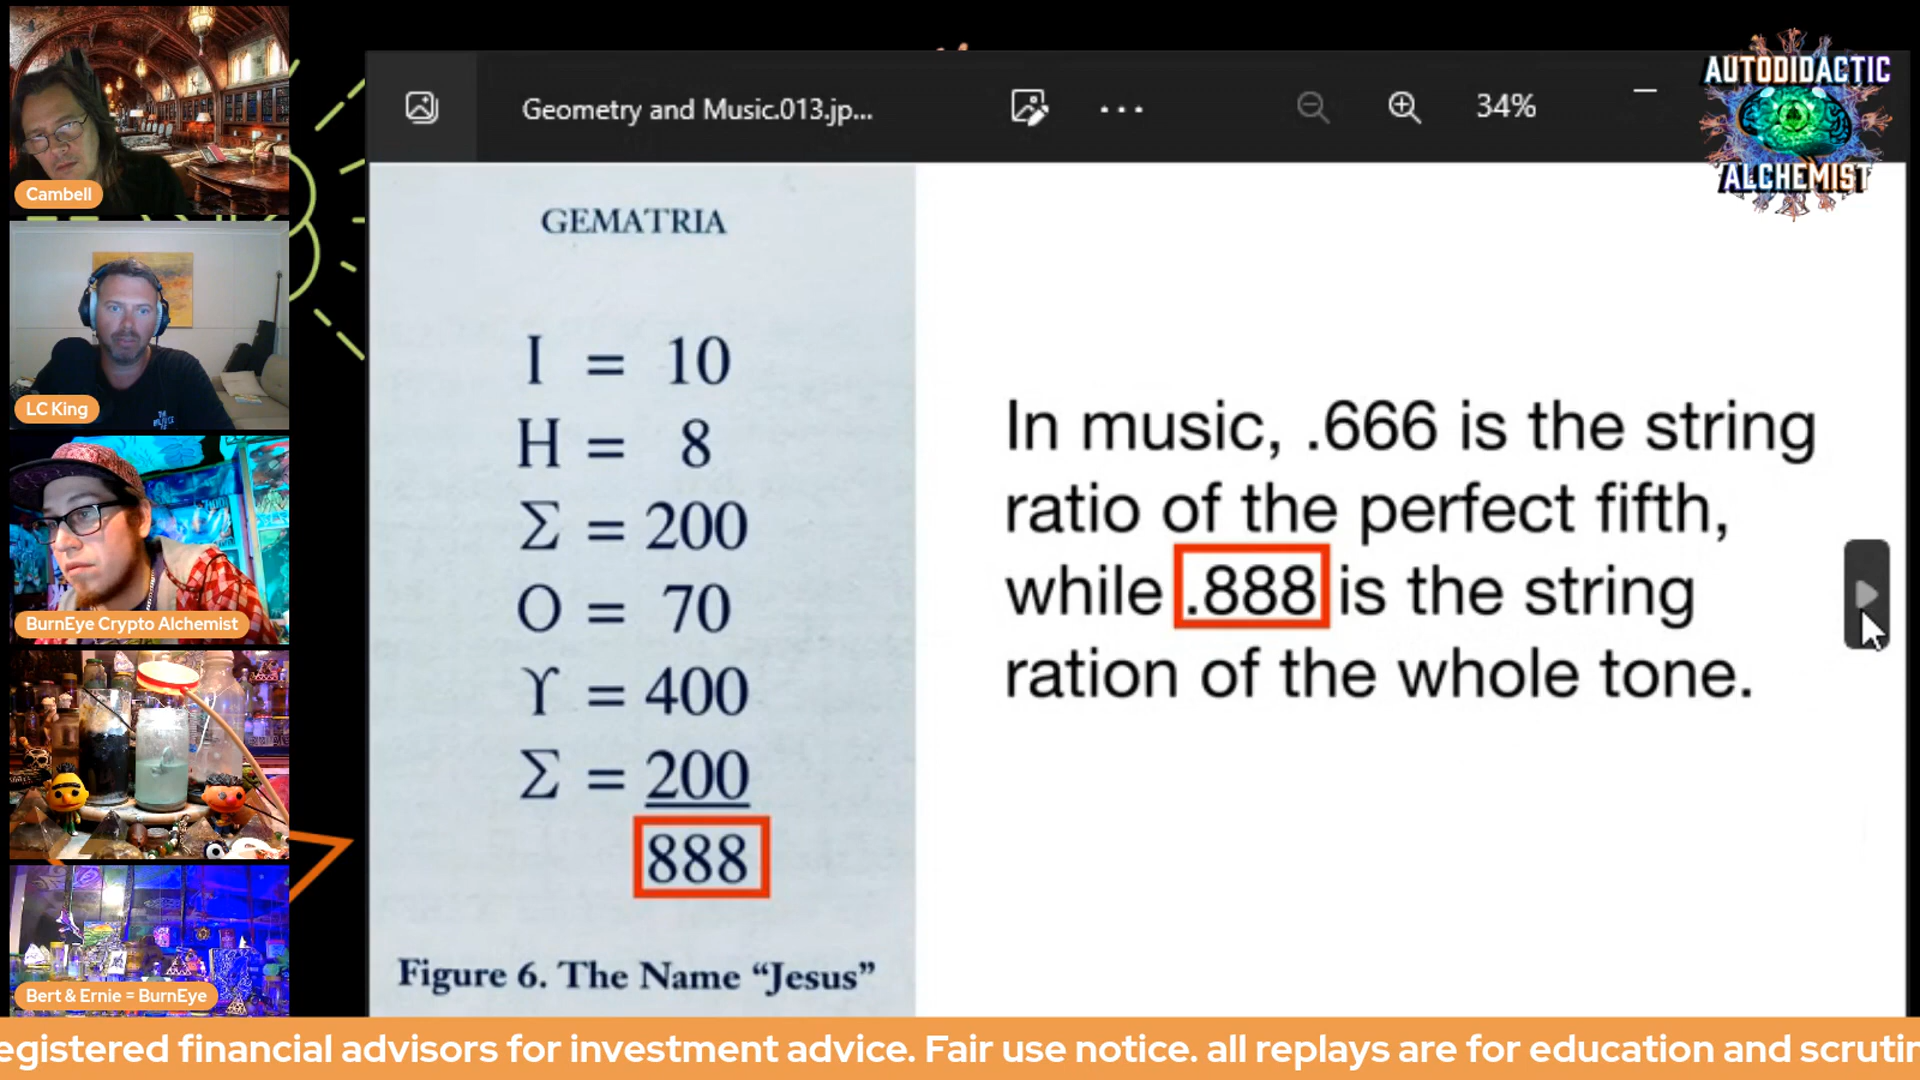 Geometry and Music.013.jp...
34%
AUTODIDACTIC
ALCHEMIST
Cambell
LC King
BurnEye Crypto Alchemist
Bert & Ernie = BurnEye
GEMATRIA
I = 10
H = 8
Σ = 200
O = 70
ϒ = 400
Σ = 200
888
Figure 6. The Name “Jesus”
In music, .666 is the string
ratio of the perfect fifth,
while .888 is the string
ration of the whole tone.
egistered financial advisors for investment advice. Fair use notice. all replays are for education and scrutin